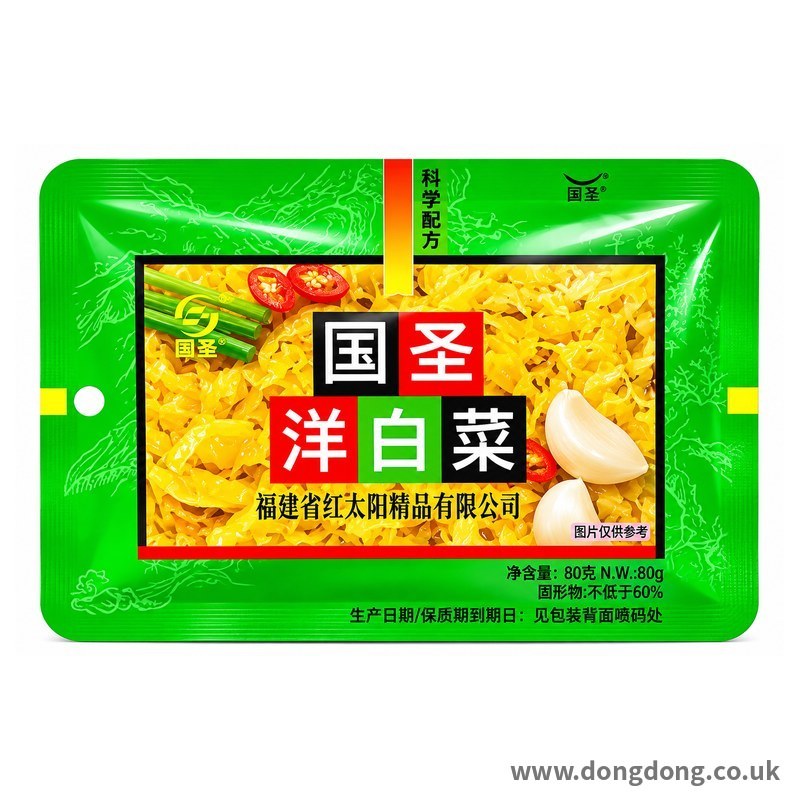 科学配方
国圣®
国圣®
国圣
洋白菜
福建省红太阳精品有限公司
图片仅供参考
净含量：80克 N.W.:80g
固形物:不低于60%
生产日期/保质期到期日：见包装背面喷码处
www.dongdong.co.uk